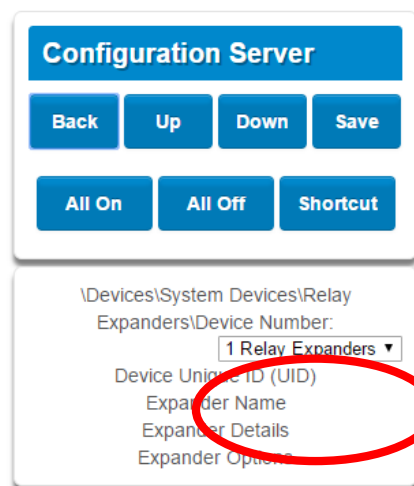 Configuration Server
Back Up Down Save
All On All Off Shortcut
\Devices\System Devices\Relay
Expanders\Device Number:
1 Relay Expanders ▼
Device Unique ID (UID)
Expander Name
Expander Details
Expander Options